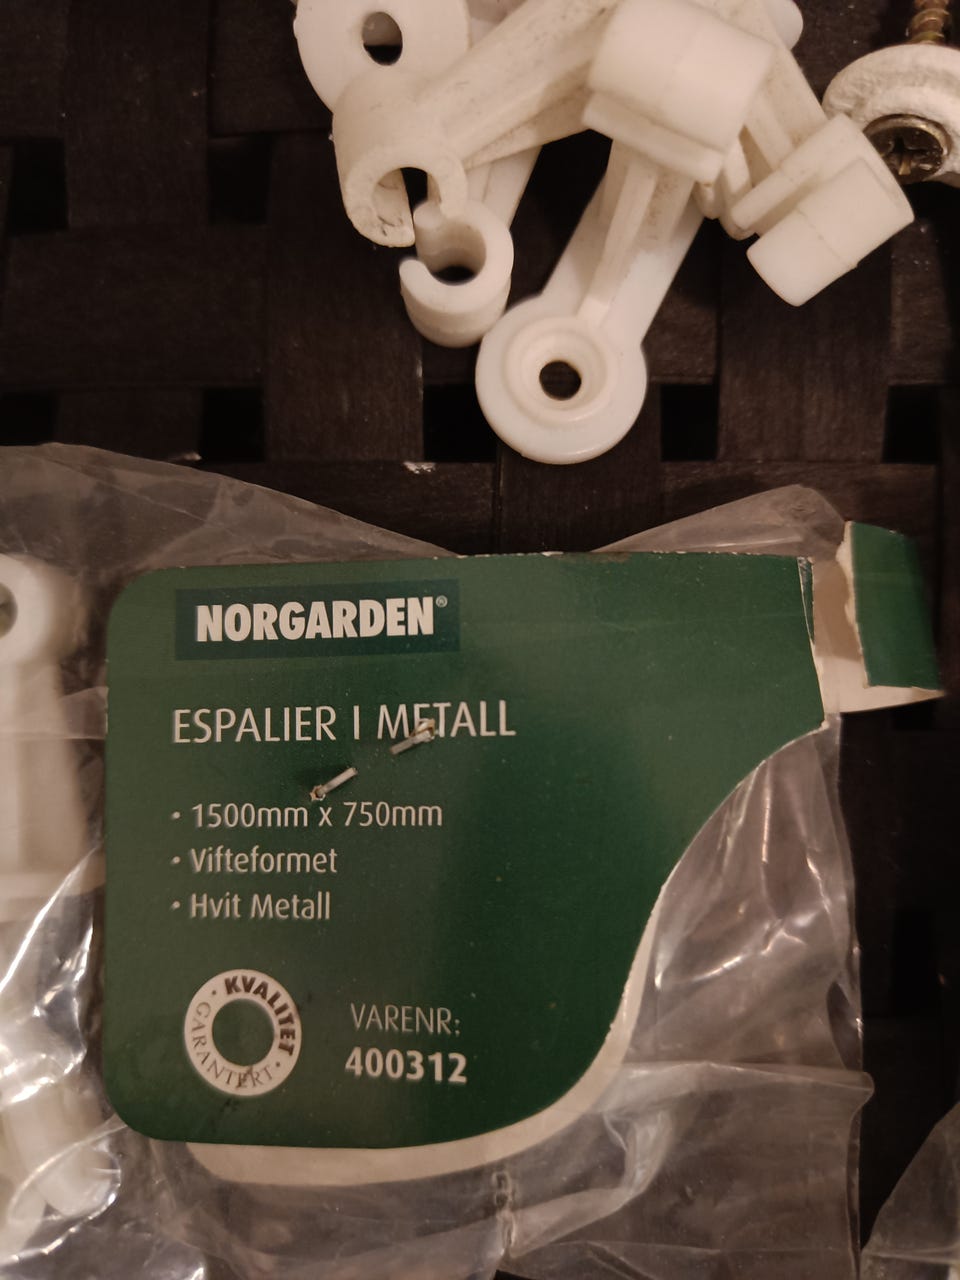 NORGARDEN®
ESPALIER I METALL
• 1500mm x 750mm
• Vifteformet
• Hvit Metall
• KVALITET •
GARANTERT
VARENR:
400312